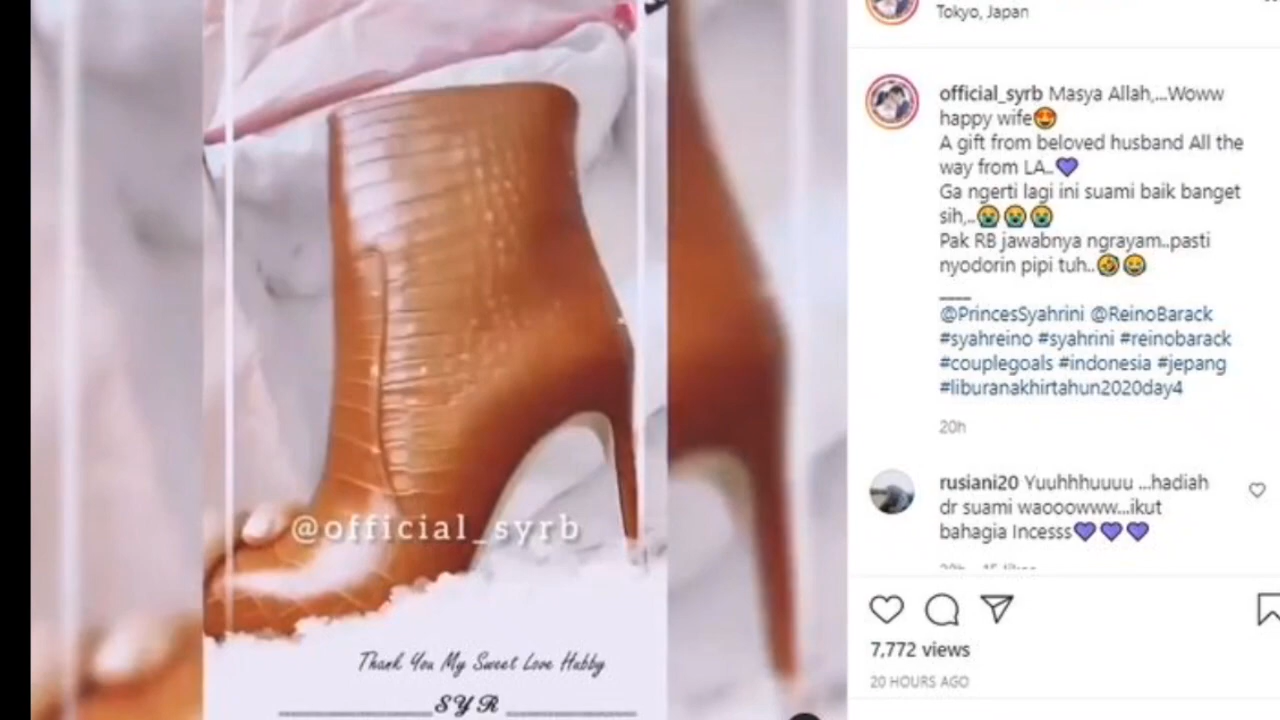 Tokyo, Japan
official_syrb Masya Allah,...Woww
happy wife😍
A gift from beloved husband All the
way from LA..💜
Ga ngerti lagi ini suami baik banget
sih,..😭😭😭
Pak RB jawabnya ngrayam..pasti
nyodorin pipi tuh..🤣😂
___
@PrincesSyahrini @ReinoBarack
#syahreino #syahrini #reinobarack
#couplegoals #indonesia #jepang
#liburanakhirtahun2020day4
20h
rusiani20 Yuuhhhuuuu ...hadiah
dr suami waooowww...ikut
bahagia Incesss💜💜💜
7,772 views
20 HOURS AGO
@official_syrb
Thank You My Sweet Love Hubby
SYR